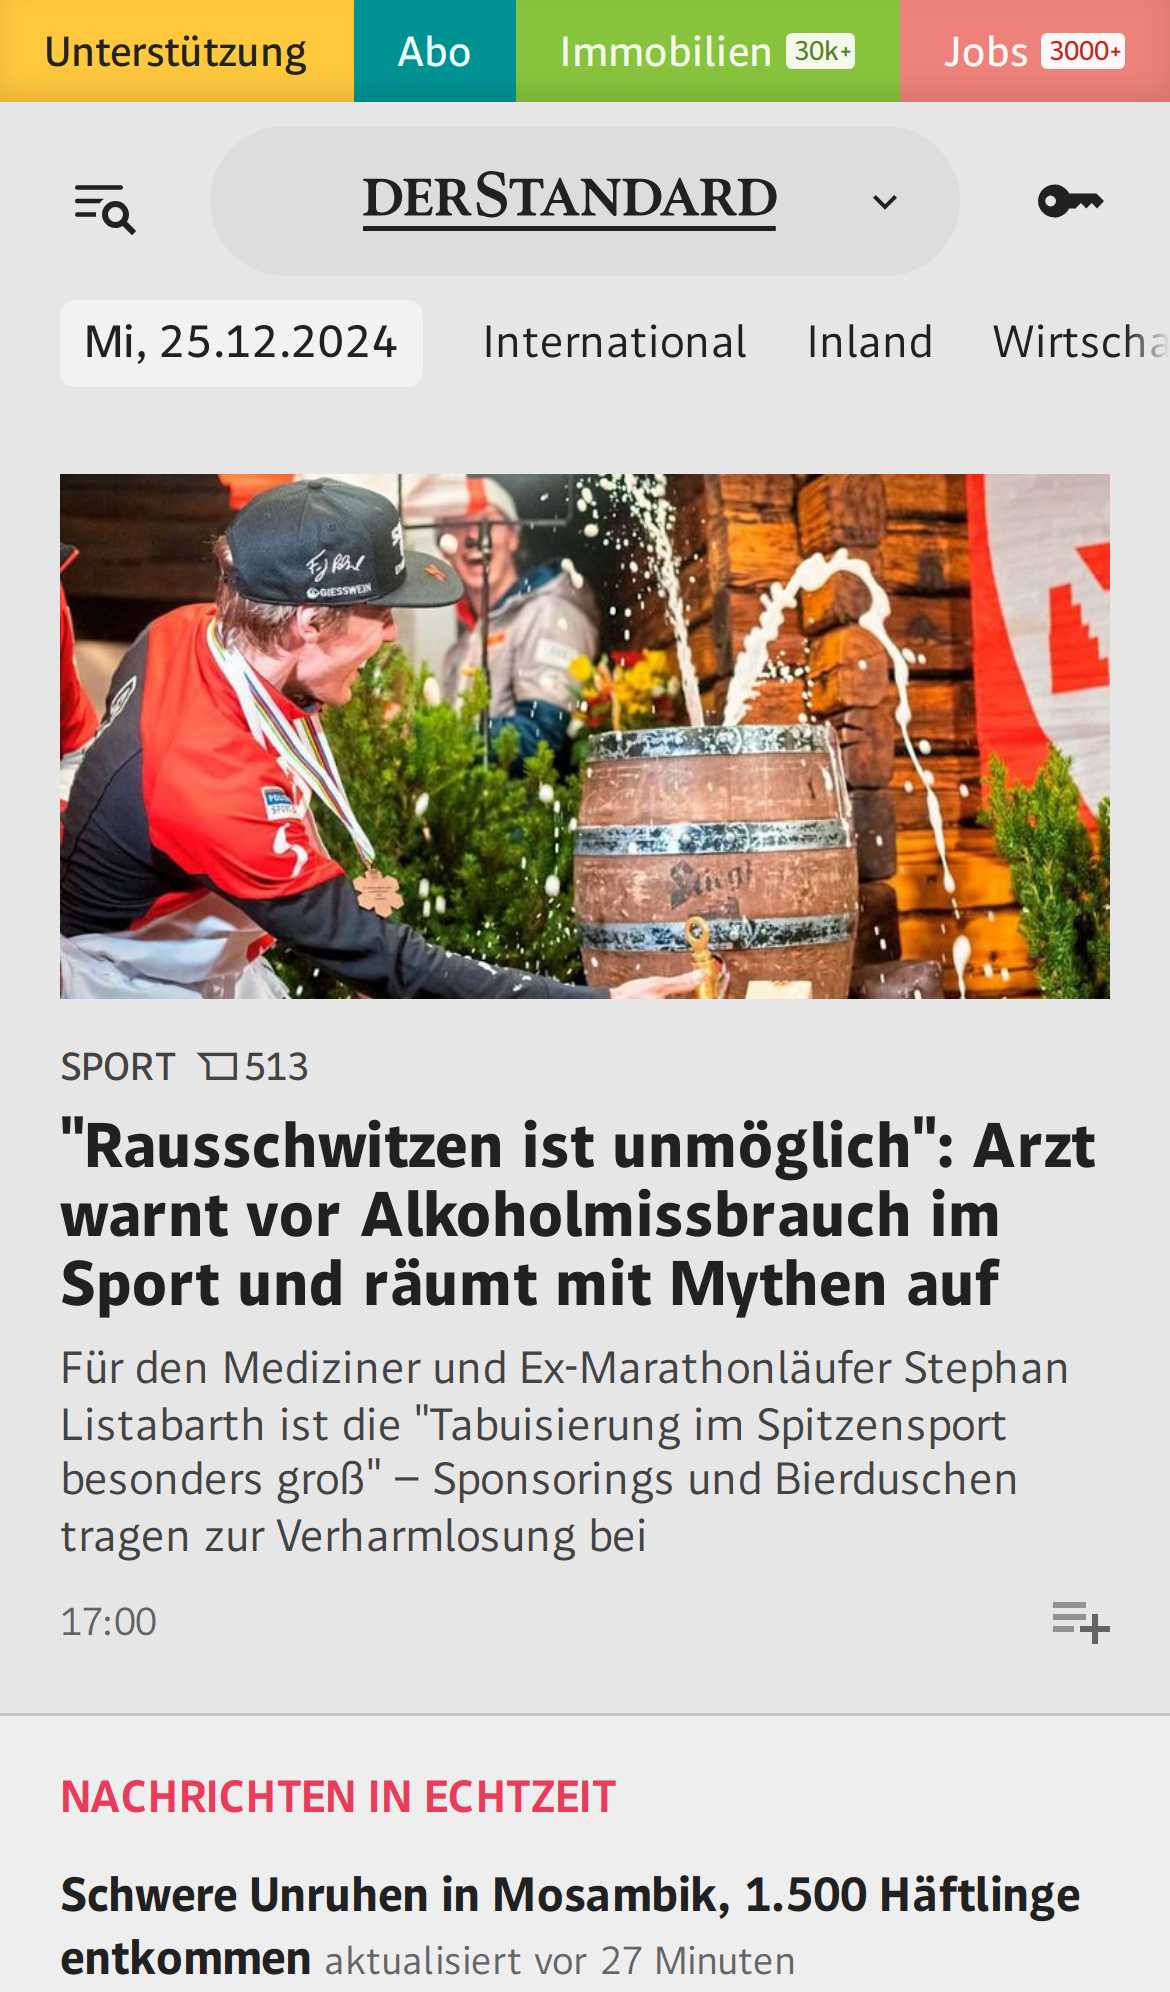 Unterstützung Abo Immobilien 30k+ Jobs 3000+
DERSTANDARD
Mi, 25.12.2024 International Inland Wirtscha
GIESSWEIN
Stiegl
SPORT 513
"Rausschwitzen ist unmöglich": Arzt
warnt vor Alkoholmissbrauch im
Sport und räumt mit Mythen auf
Für den Mediziner und Ex-Marathonläufer Stephan
Listabarth ist die "Tabuisierung im Spitzensport
besonders groß" – Sponsorings und Bierduschen
tragen zur Verharmlosung bei
17:00
NACHRICHTEN IN ECHTZEIT
Schwere Unruhen in Mosambik, 1.500 Häftlinge
entkommen aktualisiert vor 27 Minuten